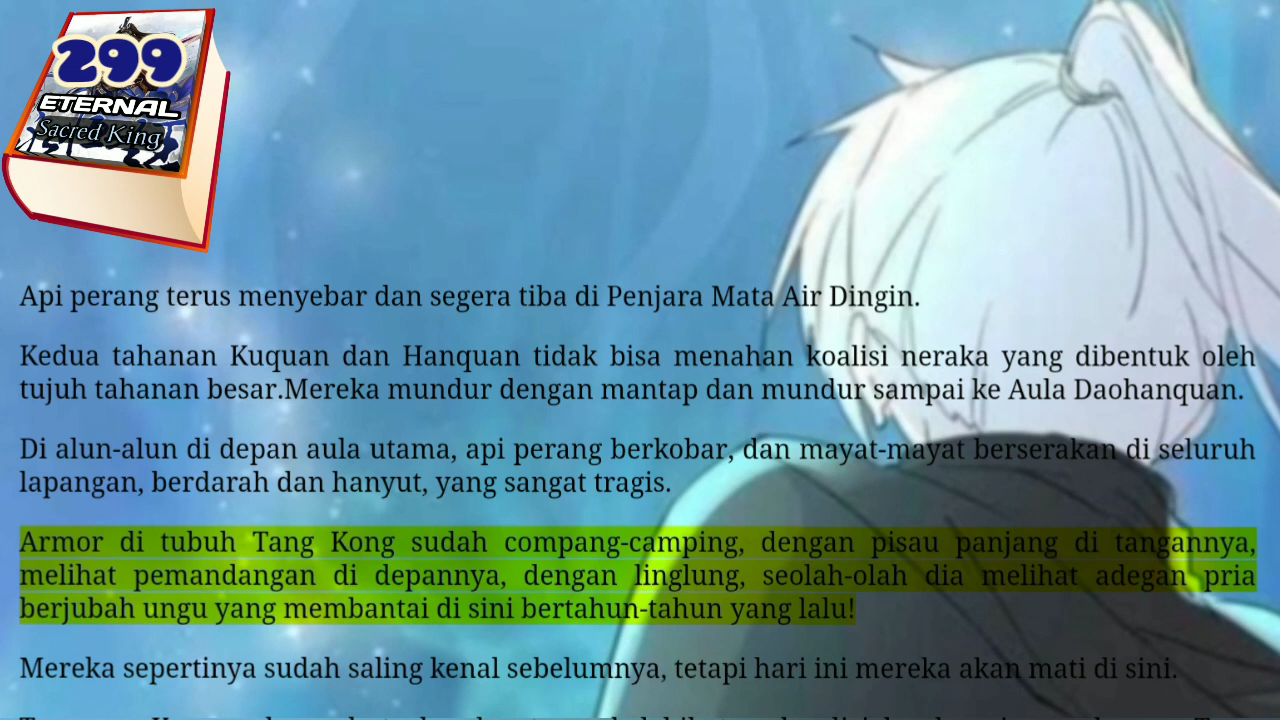 299
ETERNAL
Sacred King
Api perang terus menyebar dan segera tiba di Penjara Mata Air Dingin.
Kedua tahanan Kuquan dan Hanquan tidak bisa menahan koalisi neraka yang dibentuk oleh
tujuh tahanan besar.Mereka mundur dengan mantap dan mundur sampai ke Aula Daohanquan.
Di alun-alun di depan aula utama, api perang berkobar, dan mayat-mayat berserakan di seluruh
lapangan, berdarah dan hanyut, yang sangat tragis.
Armor di tubuh Tang Kong sudah compang-camping, dengan pisau panjang di tangannya,
melihat pemandangan di depannya, dengan linglung, seolah-olah dia melihat adegan pria
berjubah ungu yang membantai di sini bertahun-tahun yang lalu!
Mereka sepertinya sudah saling kenal sebelumnya, tetapi hari ini mereka akan mati di sini.